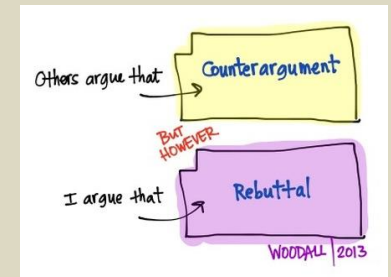 Others argue that
Counterargument
BUT
HOWEVER
I argue that
Rebuttal
WOODALL | 2013